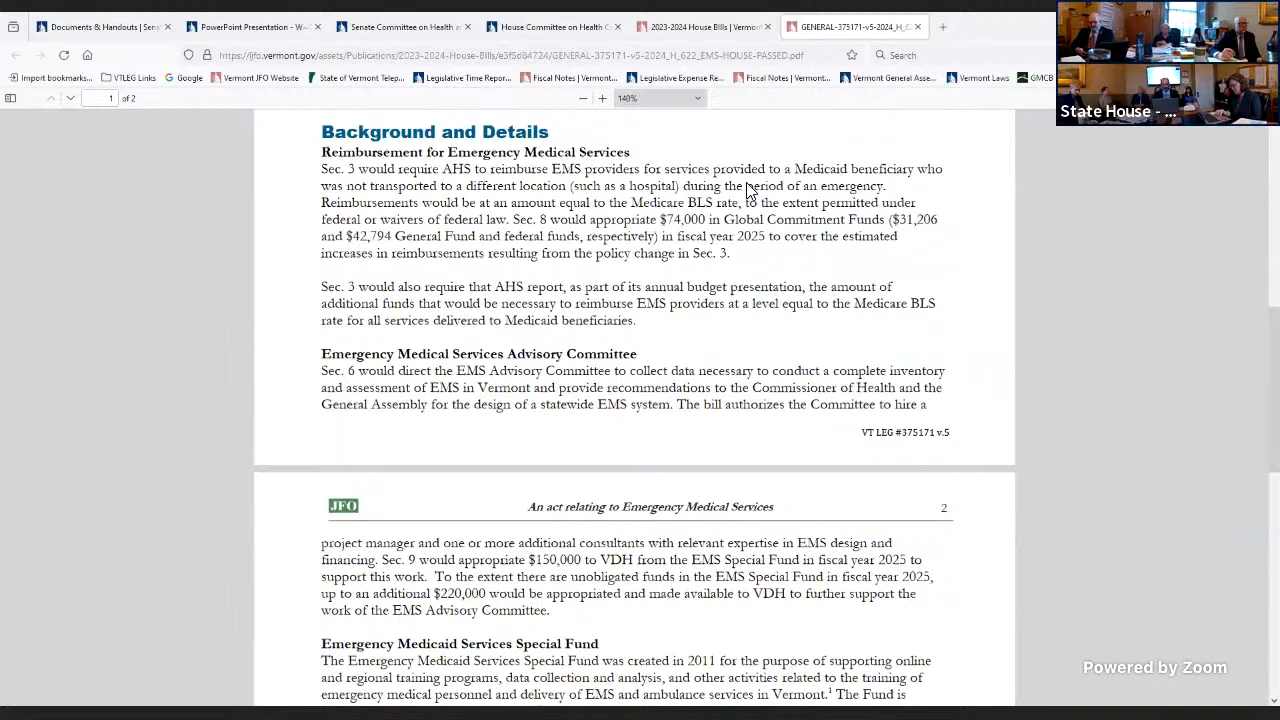 Documents & Handouts | Sena
PowerPoint Presentation - W
Senate Committee on Health an
House Committee on Health C
2023-2024 House Bills | Vermon
GENERAL-375171-v5-2024_H_62
https://jfo.vermont.gov/assets/Publications/2023-2024-House-Bills/
/GENERAL-375171-v5-2024_H_622_EMS-HOUSE-PASSED.pdf
Search
Import bookmarks...
VTLEG Links
Google
Vermont JFO Website
State of Vermont Telep...
Legislative Time Repor...
Fiscal Notes | Vermont...
Legislative Expense Re...
Fiscal Notes | Vermont...
Vermont General Asse...
Vermont Laws
GMCB
1 of 2
140%
State House - ...
Background and Details
Reimbursement for Emergency Medical Services
Sec. 3 would require AHS to reimburse EMS providers for services provided to a Medicaid beneficiary who
was not transported to a different location (such as a hospital) during the period of an emergency.
Reimbursements would be at an amount equal to the Medicare BLS rate, to the extent permitted under
federal or waivers of federal law. Sec. 8 would appropriate $74,000 in Global Commitment Funds ($31,206
and $42,794 General Fund and federal funds, respectively) in fiscal year 2025 to cover the estimated
increases in reimbursements resulting from the policy change in Sec. 3.
Sec. 3 would also require that AHS report, as part of its annual budget presentation, the amount of
additional funds that would be necessary to reimburse EMS providers at a level equal to the Medicare BLS
rate for all services delivered to Medicaid beneficiaries.
Emergency Medical Services Advisory Committee
Sec. 6 would direct the EMS Advisory Committee to collect data necessary to conduct a complete inventory
and assessment of EMS in Vermont and provide recommendations to the Commissioner of Health and the
General Assembly for the design of a statewide EMS system. The bill authorizes the Committee to hire a
VT LEG #375171 v.5
JFO
An act relating to Emergency Medical Services
2
project manager and one or more additional consultants with relevant expertise in EMS design and
financing. Sec. 9 would appropriate $150,000 to VDH from the EMS Special Fund in fiscal year 2025 to
support this work. To the extent there are unobligated funds in the EMS Special Fund in fiscal year 2025,
up to an additional $220,000 would be appropriated and made available to VDH to further support the
work of the EMS Advisory Committee.
Emergency Medicaid Services Special Fund
The Emergency Medicaid Services Special Fund was created in 2011 for the purpose of supporting online
and regional training programs, data collection and analysis, and other activities related to the training of
emergency medical personnel and delivery of EMS and ambulance services in Vermont.¹ The Fund is
Powered by Zoom